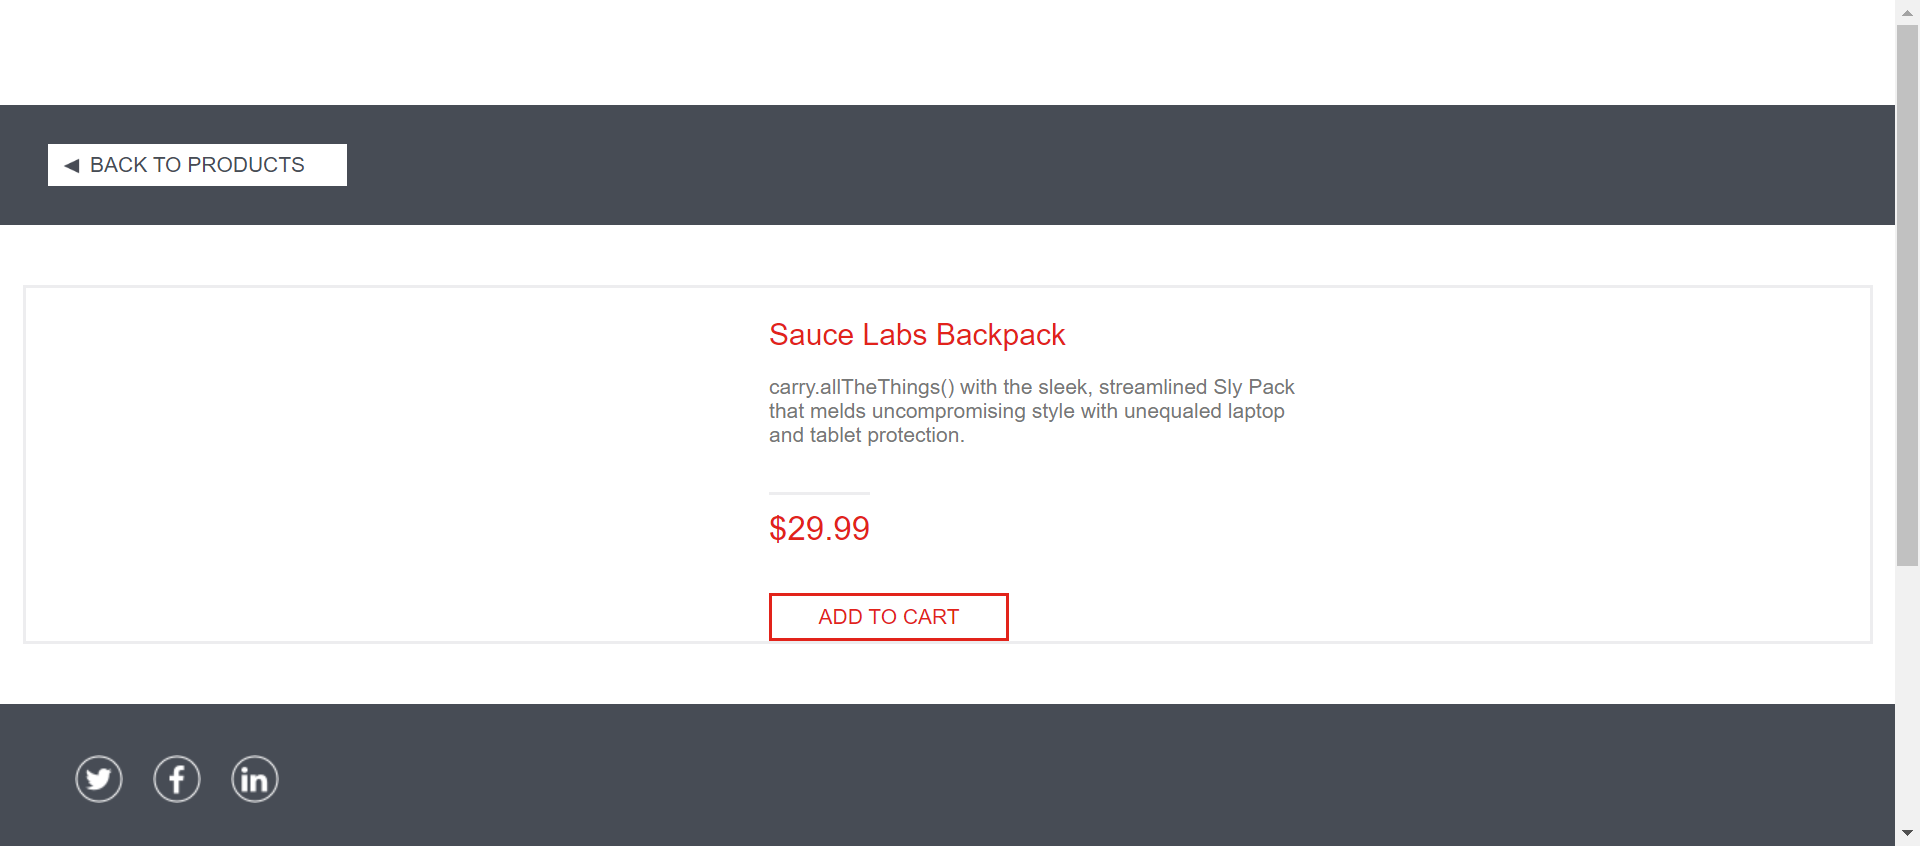 BACK TO PRODUCTS
Sauce Labs Backpack
carry.allTheThings() with the sleek, streamlined Sly Pack
that melds uncompromising style with unequaled laptop
and tablet protection.
$29.99
ADD TO CART